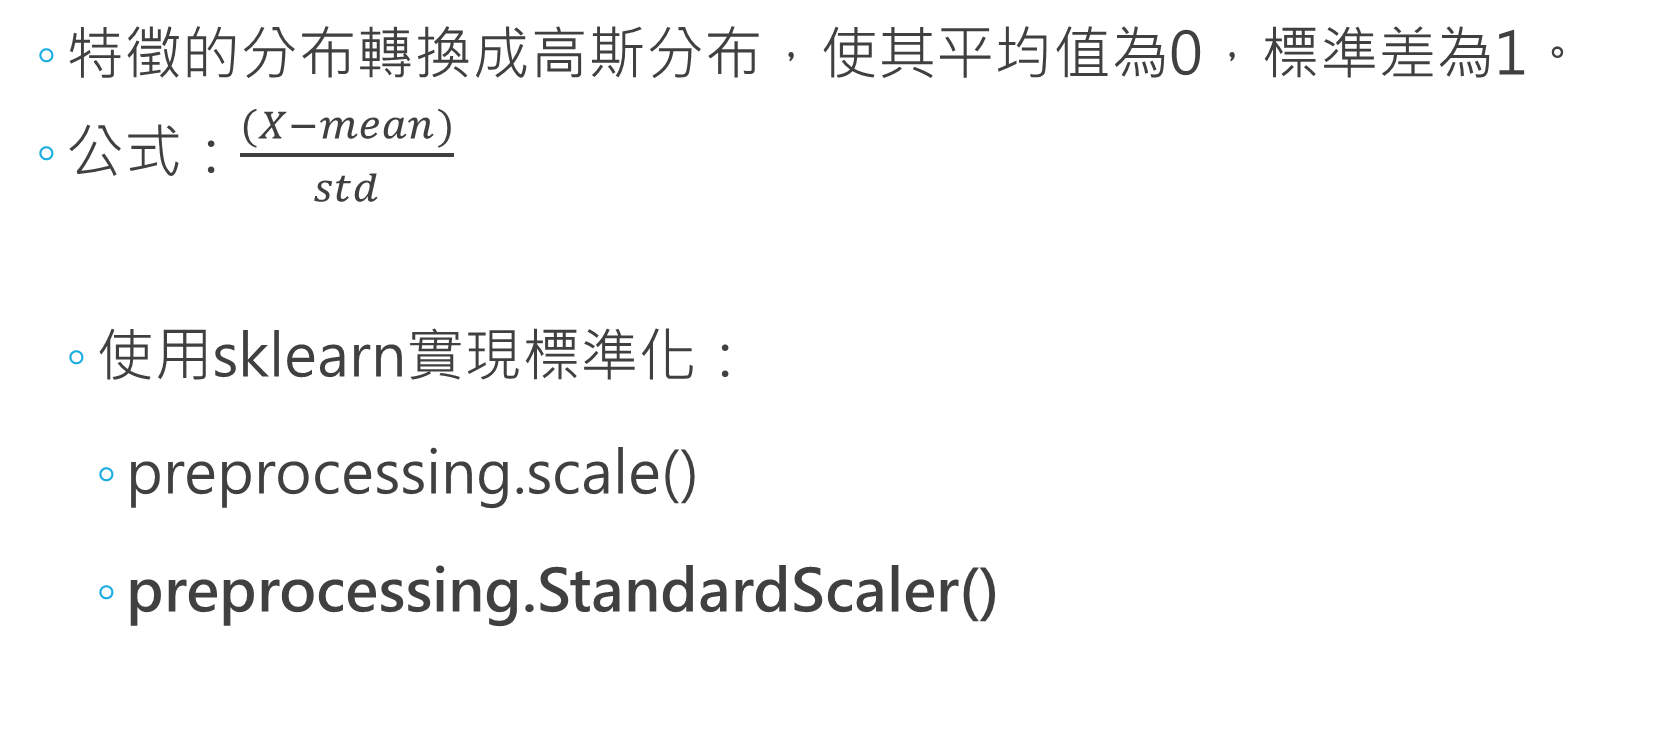 ◦ 特徵的分布轉換成高斯分布，使其平均值為0，標準差為1。
◦ 公式：(X−mean)/std
◦ 使用sklearn實現標準化：
◦ preprocessing.scale()
◦ preprocessing.StandardScaler()